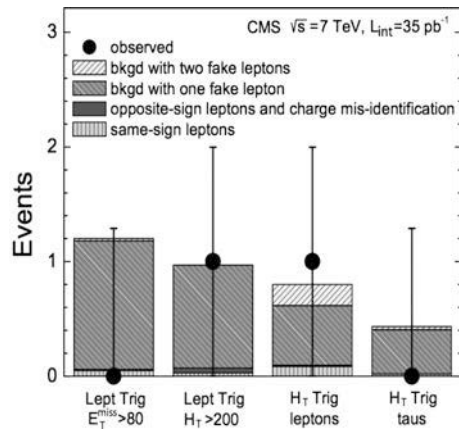 CMS √s =7 TeV, L_int=35 pb⁻¹
observed
bkgd with two fake leptons
bkgd with one fake lepton
opposite-sign leptons and charge mis-identification
same-sign leptons
Events
3
2
1
0
Lept Trig
E_T^miss>80
Lept Trig
H_T >200
H_T Trig
leptons
H_T Trig
taus